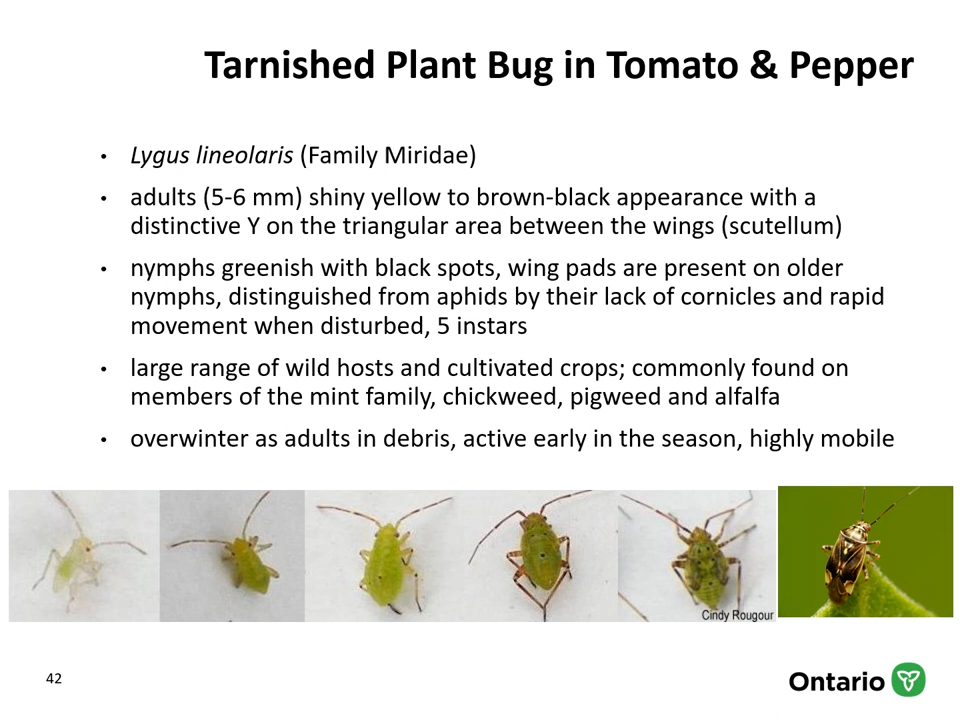 Tarnished Plant Bug in Tomato & Pepper
• Lygus lineolaris (Family Miridae)
• adults (5-6 mm) shiny yellow to brown-black appearance with a
distinctive Y on the triangular area between the wings (scutellum)
• nymphs greenish with black spots, wing pads are present on older
nymphs, distinguished from aphids by their lack of cornicles and rapid
movement when disturbed, 5 instars
• large range of wild hosts and cultivated crops; commonly found on
members of the mint family, chickweed, pigweed and alfalfa
• overwinter as adults in debris, active early in the season, highly mobile
Cindy Rougour
42
Ontario